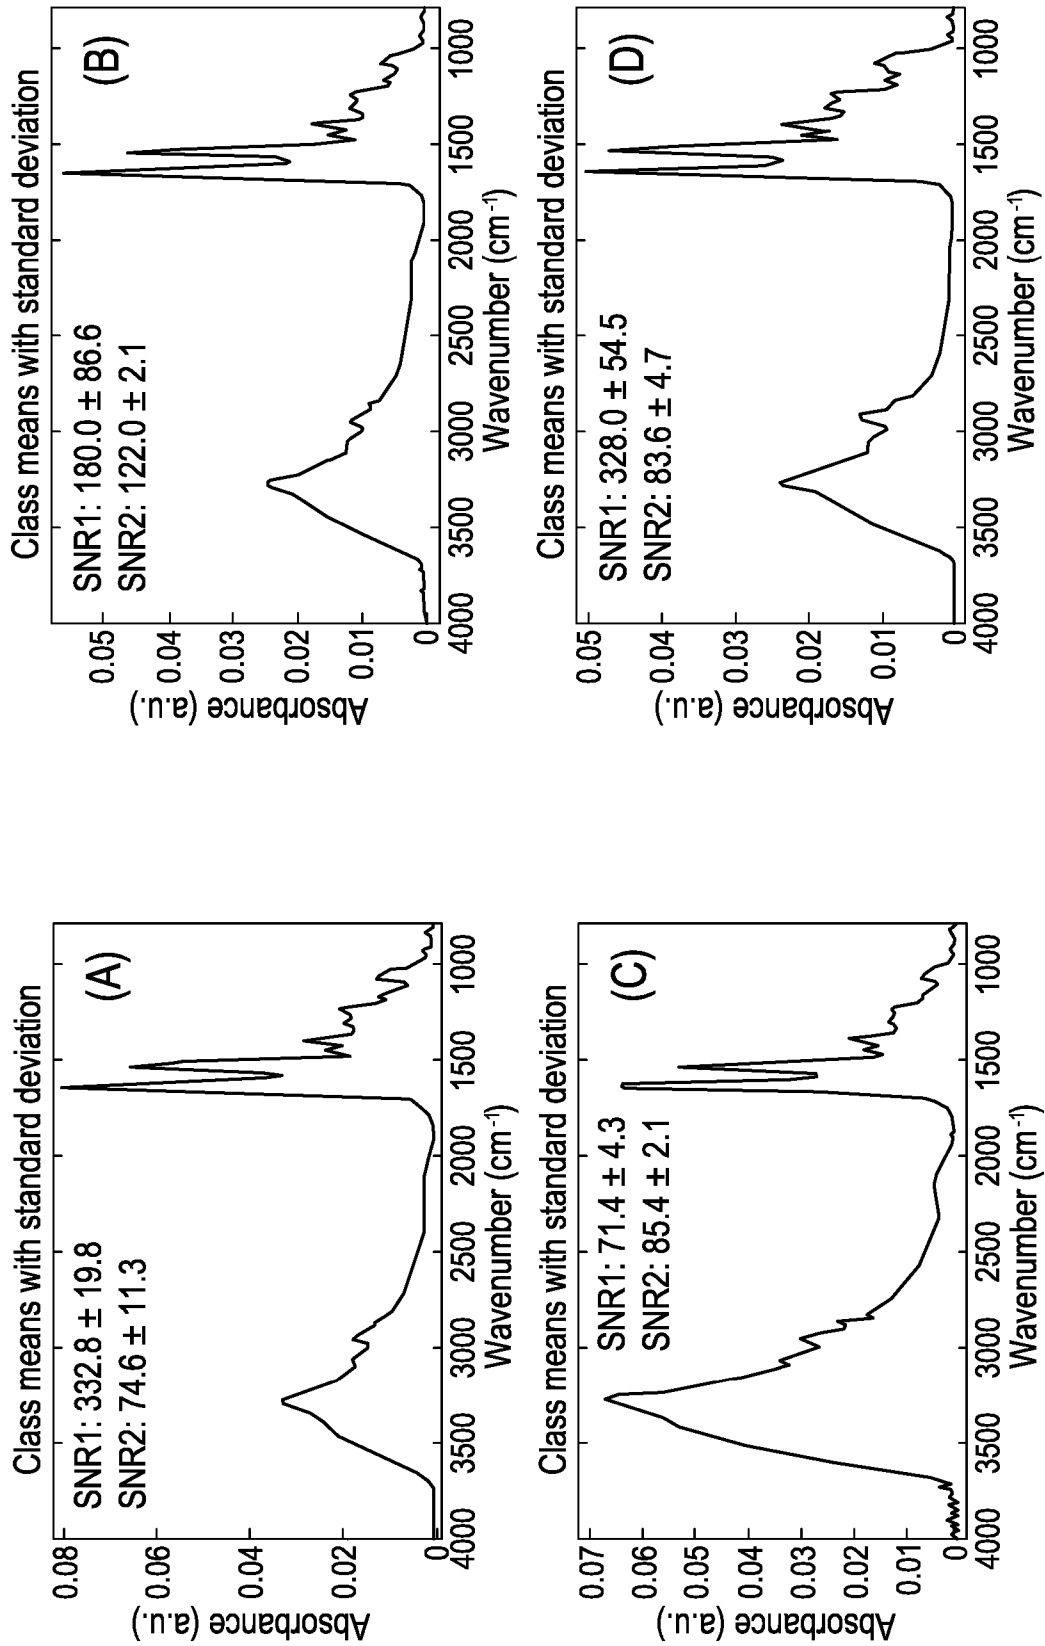 Class means with standard deviation
(A)
SNR1: 332.8 ± 19.8
SNR2: 74.6 ± 11.3
Absorbance (a.u.)
0.08
0.06
0.04
0.02
0
4000 3500 3000 2500 2000 1500 1000
Wavenumber (cm⁻¹)
Class means with standard deviation
(B)
SNR1: 180.0 ± 86.6
SNR2: 122.0 ± 2.1
Absorbance (a.u.)
0.05
0.04
0.03
0.02
0.01
0
4000 3500 3000 2500 2000 1500 1000
Wavenumber (cm⁻¹)
Class means with standard deviation
(C)
SNR1: 71.4 ± 4.3
SNR2: 85.4 ± 2.1
Absorbance (a.u.)
0.07
0.06
0.05
0.04
0.03
0.02
0.01
0
4000 3500 3000 2500 2000 1500 1000
Wavenumber (cm⁻¹)
Class means with standard deviation
(D)
SNR1: 328.0 ± 54.5
SNR2: 83.6 ± 4.7
Absorbance (a.u.)
0.05
0.04
0.03
0.02
0.01
0
4000 3500 3000 2500 2000 1500 1000
Wavenumber (cm⁻¹)